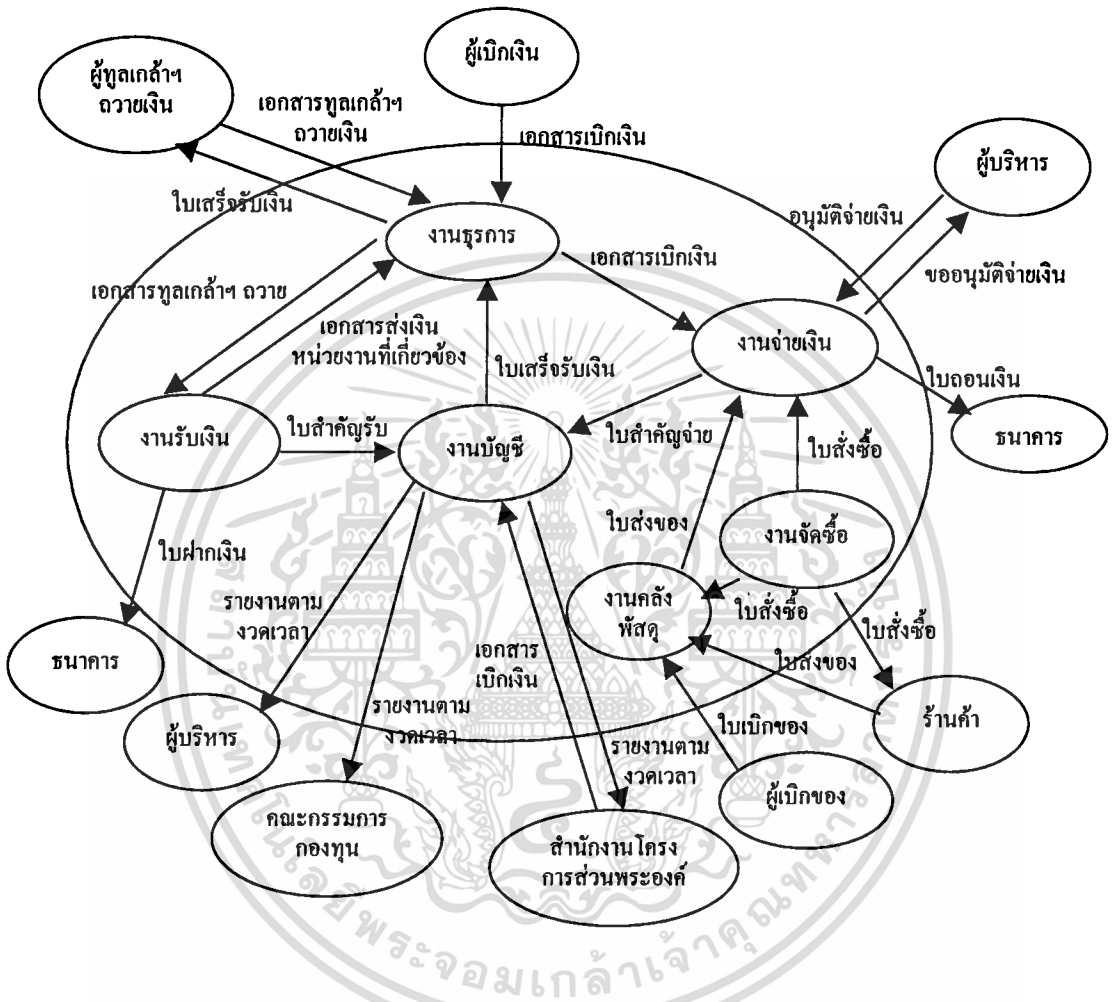 ผู้เบิกเงิน
ผู้ทูลเกล้าฯ
ถวายเงิน
เอกสารทูลเกล้าฯ
ถวายเงิน
เอกสารเบิกเงิน
ผู้บริหาร
ใบเสร็จรับเงิน
งานธุรการ
อนุมัติจ่ายเงิน
เอกสารเบิกเงิน
ขออนุมัติจ่ายเงิน
เอกสารทูลเกล้าฯ ถวาย
เอกสารส่งเงิน
หน่วยงานที่เกี่ยวข้อง
ใบเสร็จรับเงิน
งานจ่ายเงิน
ใบถอนเงิน
งานรับเงิน
ใบสำคัญรับ
งานบัญชี
ใบสำคัญจ่าย
ใบสั่งซื้อ
ธนาคาร
ใบส่งของ
งานจัดซื้อ
ใบฝากเงิน
รายงานตาม
งวดเวลา
งานคลัง
พัสดุ
ใบสั่งซื้อ
ใบสั่งซื้อ
ธนาคาร
เอกสาร
เบิกเงิน
ใบส่งของ
ผู้บริหาร
รายงานตาม
งวดเวลา
ใบเบิกของ
ร้านค้า
รายงานตาม
งวดเวลา
ผู้เบิกของ
คณะกรรมการ
กองทุน
สำนักงานโครง
การส่วนพระองค์
พระจอมเกล้าเจ้าคุณทหาร